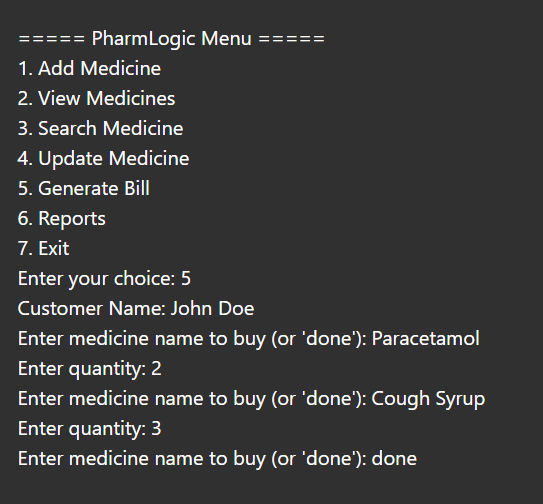 ===== PharmLogic Menu =====
1. Add Medicine
2. View Medicines
3. Search Medicine
4. Update Medicine
5. Generate Bill
6. Reports
7. Exit
Enter your choice: 5
Customer Name: John Doe
Enter medicine name to buy (or 'done'): Paracetamol
Enter quantity: 2
Enter medicine name to buy (or 'done'): Cough Syrup
Enter quantity: 3
Enter medicine name to buy (or 'done'): done